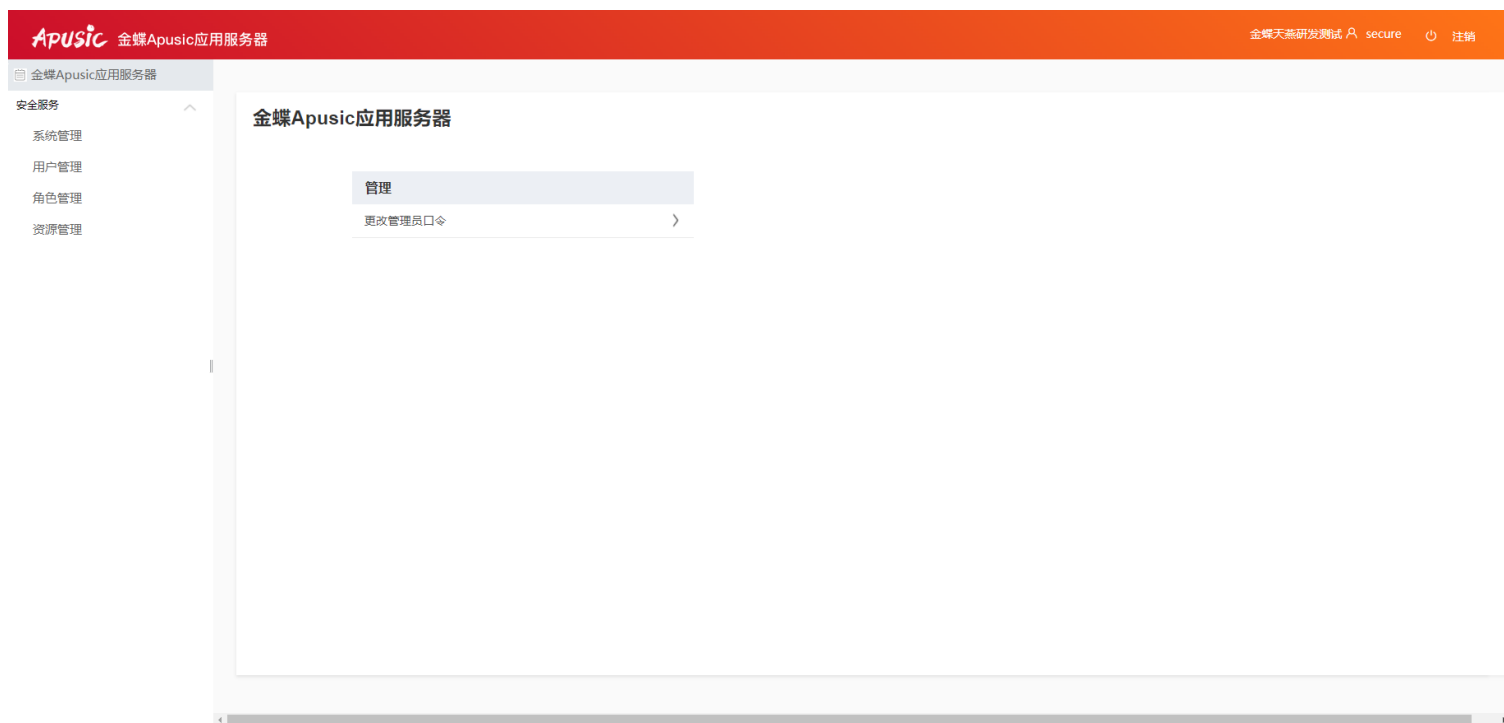 Apusic 金蝶Apusic应用服务器
金蝶天燕研发测试 secure 注销
金蝶Apusic应用服务器
安全服务
系统管理
用户管理
角色管理
资源管理
金蝶Apusic应用服务器
管理
更改管理员口令